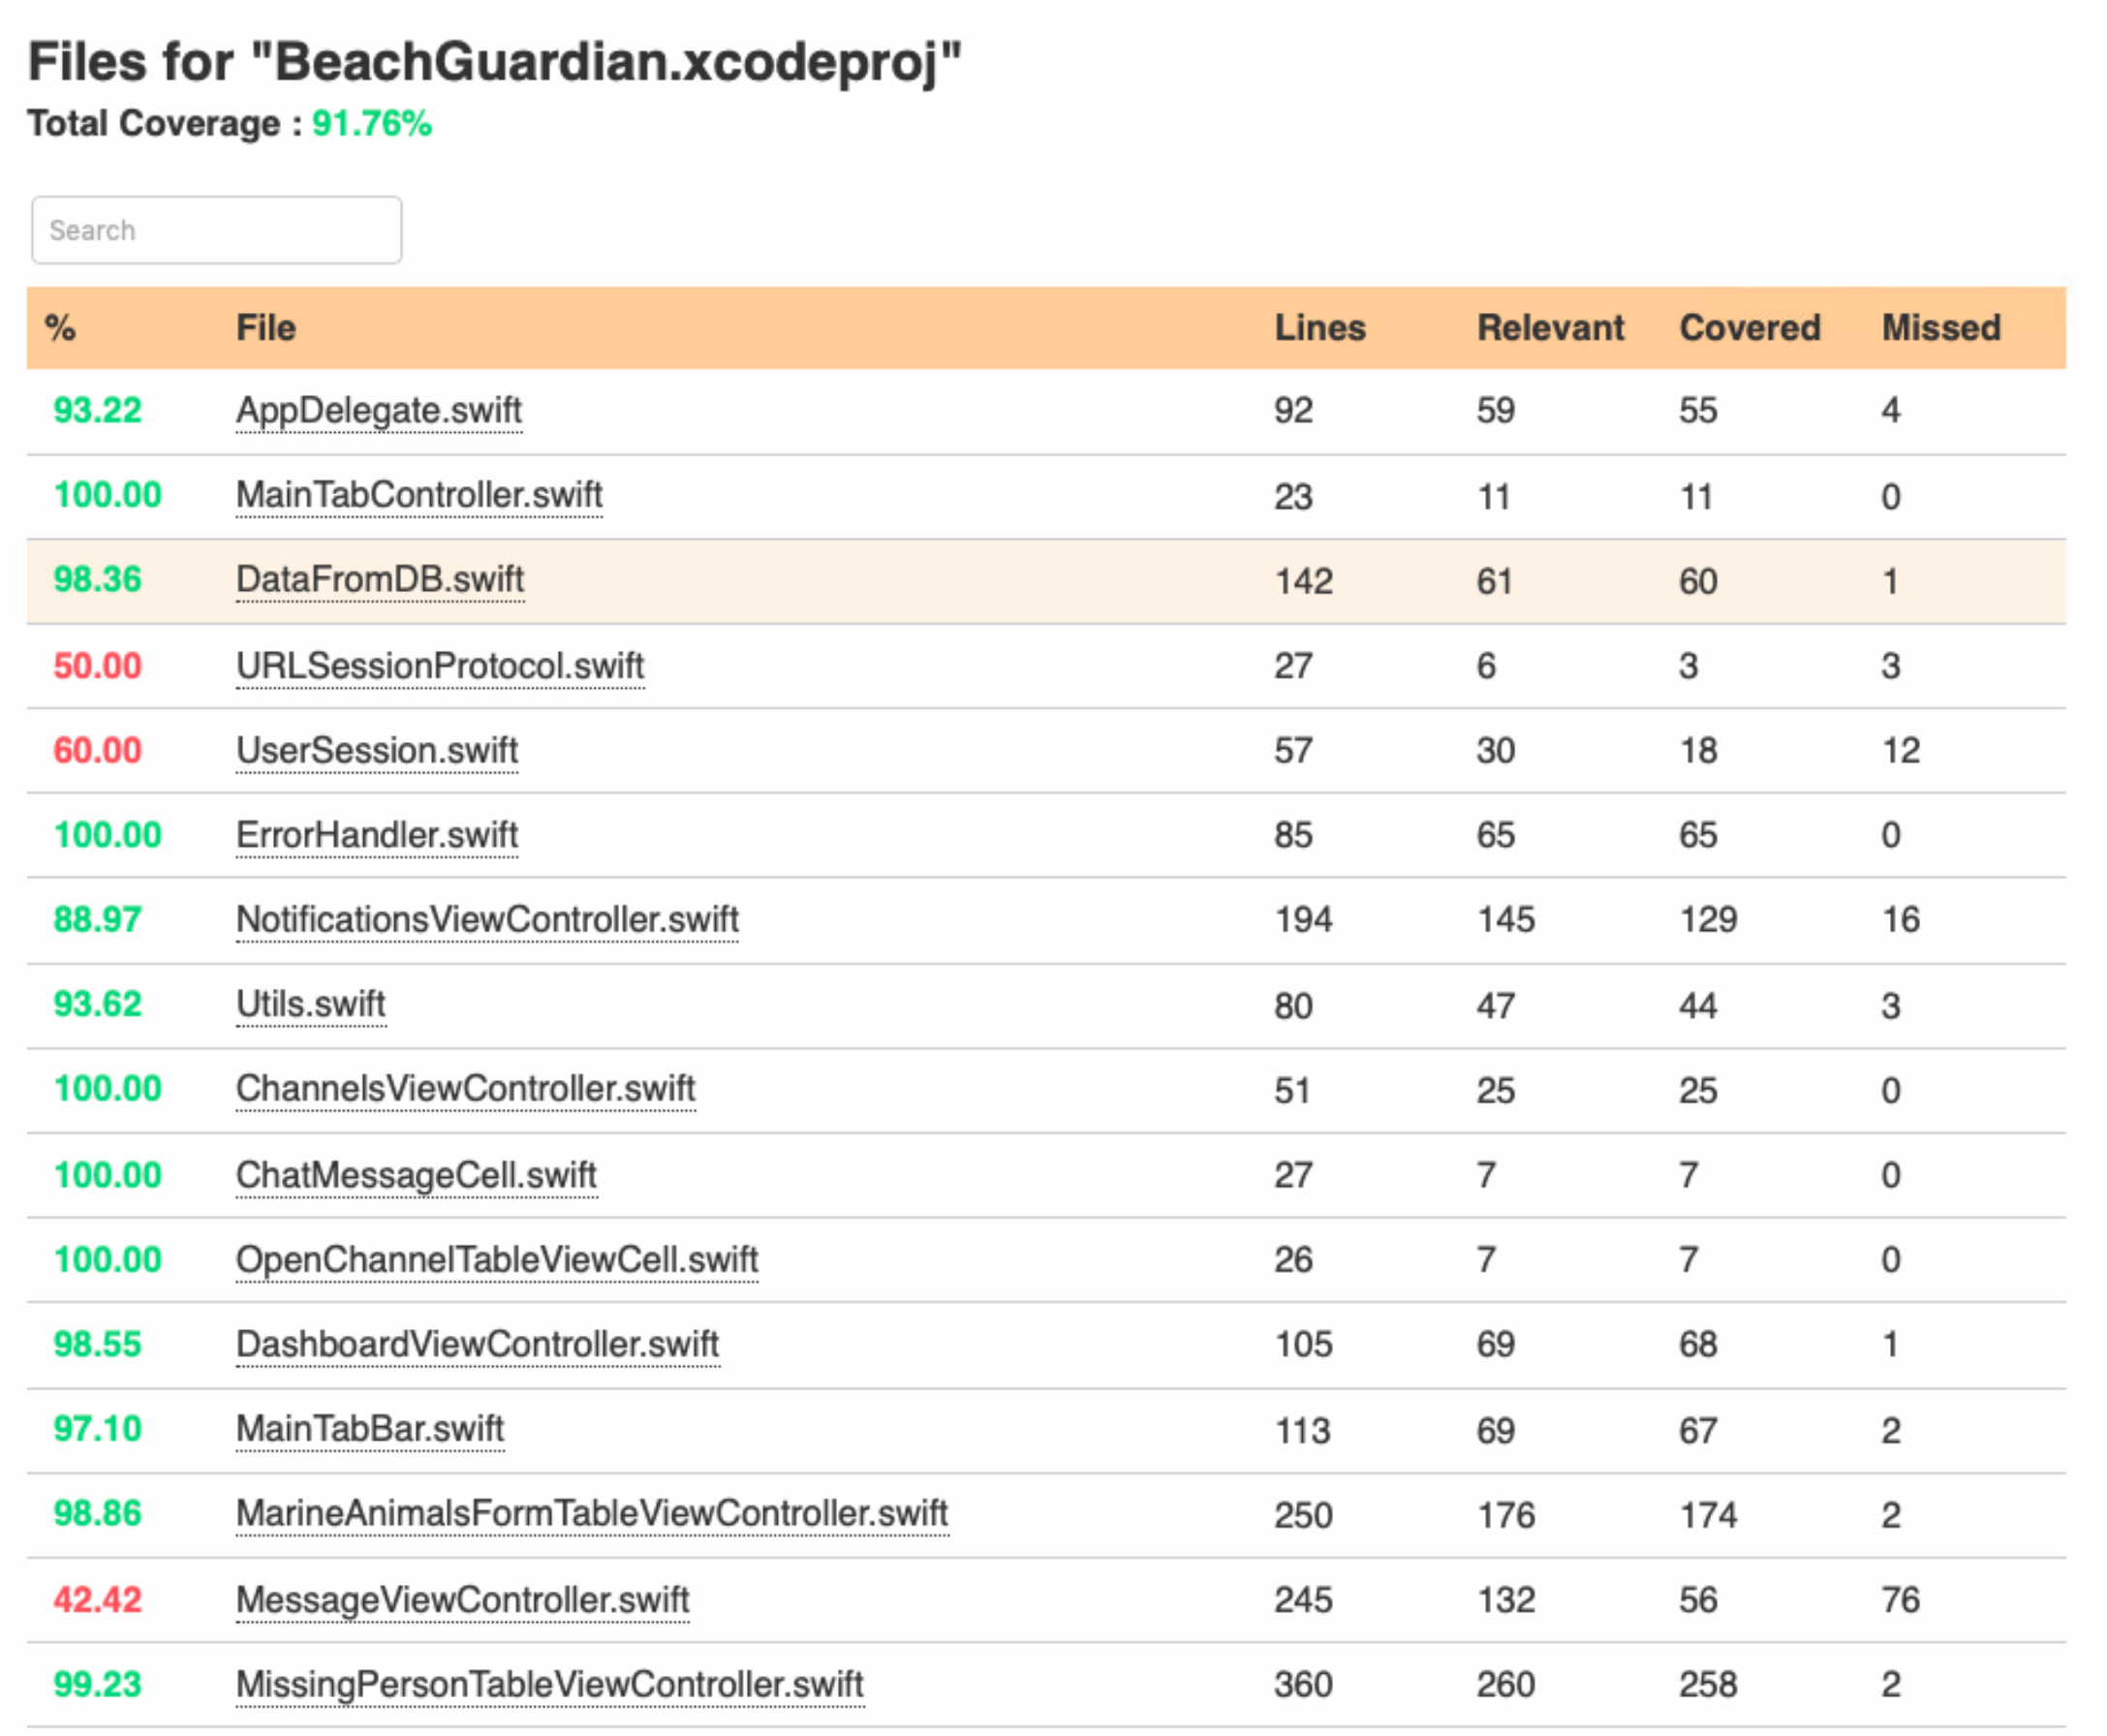 Files for "BeachGuardian.xcodeproj"
Total Coverage : 91.76%
Search
% File Lines Relevant Covered Missed
93.22 AppDelegate.swift 92 59 55 4
100.00 MainTabController.swift 23 11 11 0
98.36 DataFromDB.swift 142 61 60 1
50.00 URLSessionProtocol.swift 27 6 3 3
60.00 UserSession.swift 57 30 18 12
100.00 ErrorHandler.swift 85 65 65 0
88.97 NotificationsViewController.swift 194 145 129 16
93.62 Utils.swift 80 47 44 3
100.00 ChannelsViewController.swift 51 25 25 0
100.00 ChatMessageCell.swift 27 7 7 0
100.00 OpenChannelTableViewCell.swift 26 7 7 0
98.55 DashboardViewController.swift 105 69 68 1
97.10 MainTabBar.swift 113 69 67 2
98.86 MarineAnimalsFormTableViewController.swift 250 176 174 2
42.42 MessageViewController.swift 245 132 56 76
99.23 MissingPersonTableViewController.swift 360 260 258 2